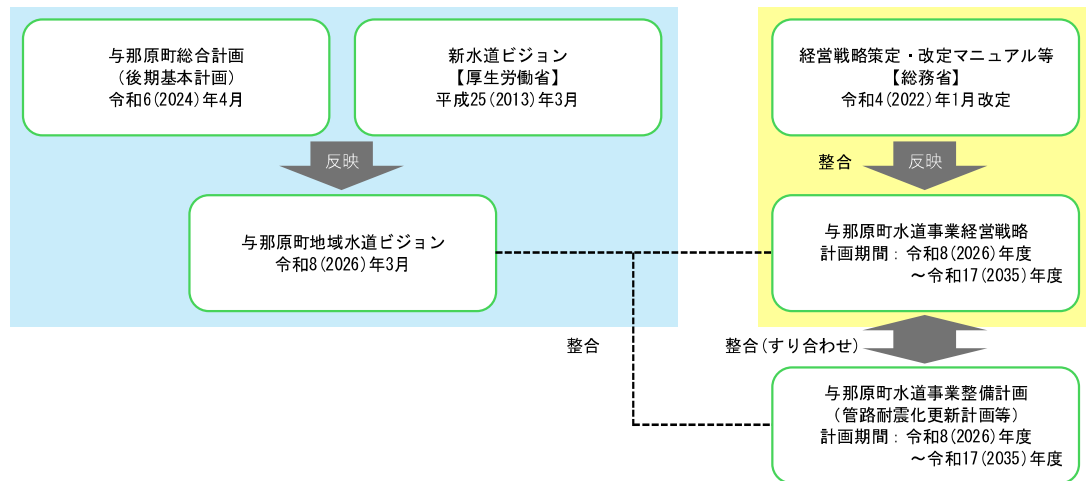 与那原町総合計画
（後期基本計画）
令和6(2024)年4月
新水道ビジョン
【厚生労働省】
平成25(2013)年3月
経営戦略策定・改定マニュアル等
【総務省】
令和4(2022)年1月改定
反映
整合
反映
与那原町地域水道ビジョン
令和8(2026)年3月
与那原町水道事業経営戦略
計画期間：令和8(2026)年度
～令和17(2035)年度
整合
整合(すり合わせ)
与那原町水道事業整備計画
（管路耐震化更新計画等）
計画期間：令和8(2026)年度
～令和17(2035)年度